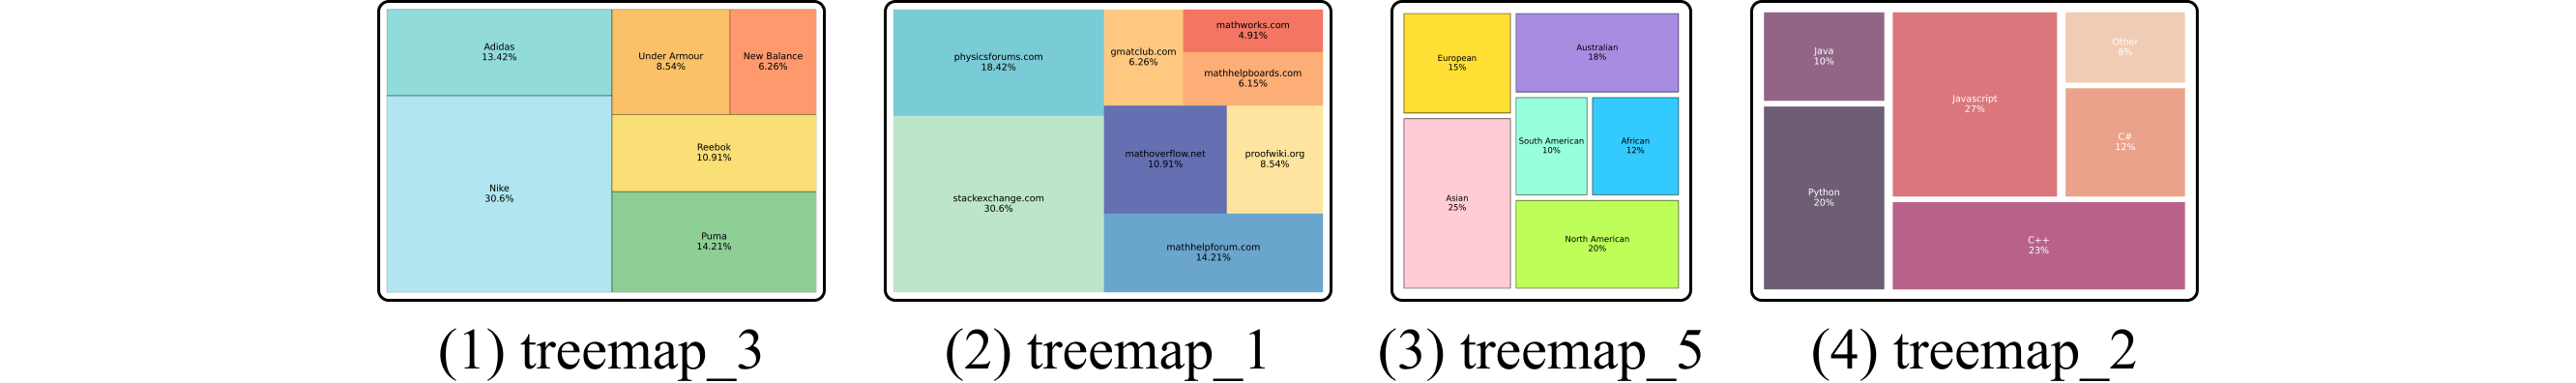 Adidas
13.42%
Under Armour
8.54%
New Balance
6.26%
Reebok
10.91%
Nike
30.6%
Puma
14.21%
(1) treemap_3
physicsforums.com
18.42%
gmatclub.com
6.26%
mathworks.com
4.91%
mathhelpboards.com
6.15%
mathoverflow.net
10.91%
proofwiki.org
8.54%
stackexchange.com
30.6%
mathhelpforum.com
14.21%
(2) treemap_1
European
15%
Australian
18%
South American
10%
African
12%
Asian
25%
North American
20%
(3) treemap_5
Java
10%
Javascript
27%
Other
8%
C#
12%
Python
20%
C++
23%
(4) treemap_2